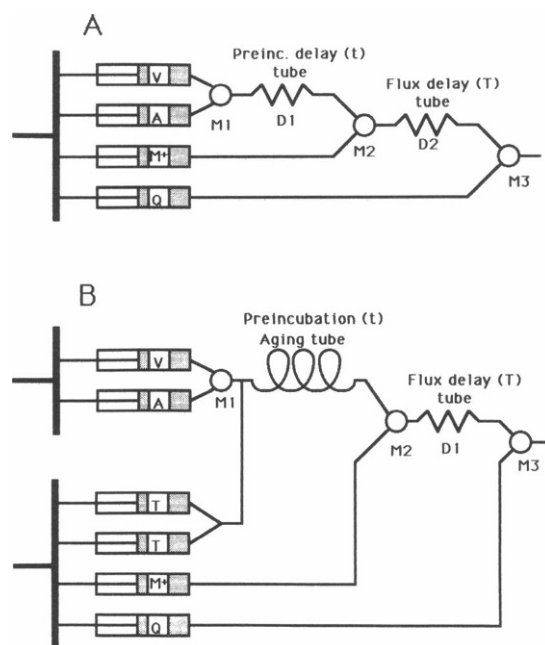 A
Preinc. delay (t)
tube
Flux delay (T)
tube
V
A
M+
Q
M1
D1
M2
D2
M3
B
Preincubation (t)
Aging tube
Flux delay (T)
tube
V
A
M1
M2
D1
M3
T
T
M+
Q